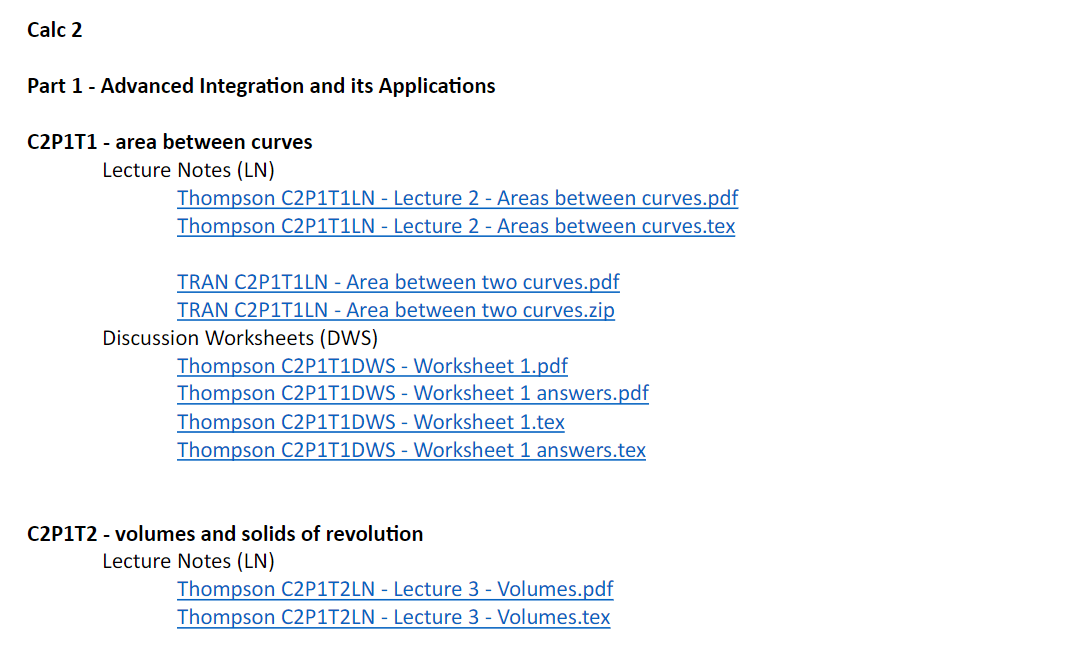 Calc 2
Part 1 - Advanced Integration and its Applications
C2P1T1 - area between curves
Lecture Notes (LN)
Thompson C2P1T1LN - Lecture 2 - Areas between curves.pdf
Thompson C2P1T1LN - Lecture 2 - Areas between curves.tex
TRAN C2P1T1LN - Area between two curves.pdf
TRAN C2P1T1LN - Area between two curves.zip
Discussion Worksheets (DWS)
Thompson C2P1T1DWS - Worksheet 1.pdf
Thompson C2P1T1DWS - Worksheet 1 answers.pdf
Thompson C2P1T1DWS - Worksheet 1.tex
Thompson C2P1T1DWS - Worksheet 1 answers.tex
C2P1T2 - volumes and solids of revolution
Lecture Notes (LN)
Thompson C2P1T2LN - Lecture 3 - Volumes.pdf
Thompson C2P1T2LN - Lecture 3 - Volumes.tex